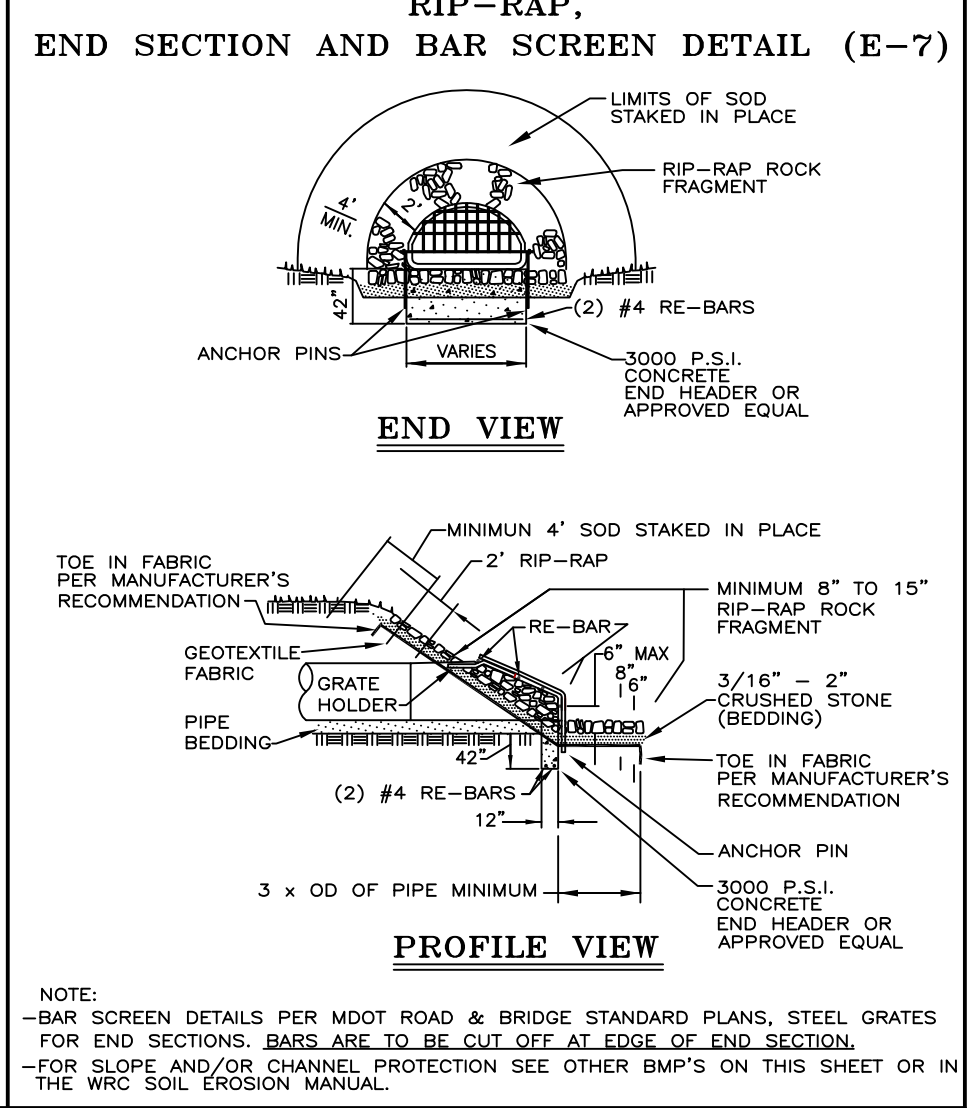 RIP-RAP,
END SECTION AND BAR SCREEN DETAIL (E-7)
LIMITS OF SOD
STAKED IN PLACE
RIP-RAP ROCK
FRAGMENT
4'
MIN.
2'
42"
(2) #4 RE-BARS
ANCHOR PINS
VARIES
3000 P.S.I.
CONCRETE
END HEADER OR
APPROVED EQUAL
END VIEW
MINIMUN 4' SOD STAKED IN PLACE
2' RIP-RAP
TOE IN FABRIC
PER MANUFACTURER'S
RECOMMENDATION
MINIMUM 8" TO 15"
RIP-RAP ROCK
FRAGMENT
RE-BAR
GEOTEXTILE
FABRIC
6" MAX
8"
6"
GRATE
HOLDER
3/16" - 2"
CRUSHED STONE
(BEDDING)
PIPE
BEDDING
42"
TOE IN FABRIC
PER MANUFACTURER'S
RECOMMENDATION
(2) #4 RE-BARS
12"
ANCHOR PIN
3 x OD OF PIPE MINIMUM
3000 P.S.I.
CONCRETE
END HEADER OR
APPROVED EQUAL
PROFILE VIEW
NOTE:
-BAR SCREEN DETAILS PER MDOT ROAD & BRIDGE STANDARD PLANS, STEEL GRATES
FOR END SECTIONS. BARS ARE TO BE CUT OFF AT EDGE OF END SECTION.
-FOR SLOPE AND/OR CHANNEL PROTECTION SEE OTHER BMP'S ON THIS SHEET OR IN
THE WRC SOIL EROSION MANUAL.